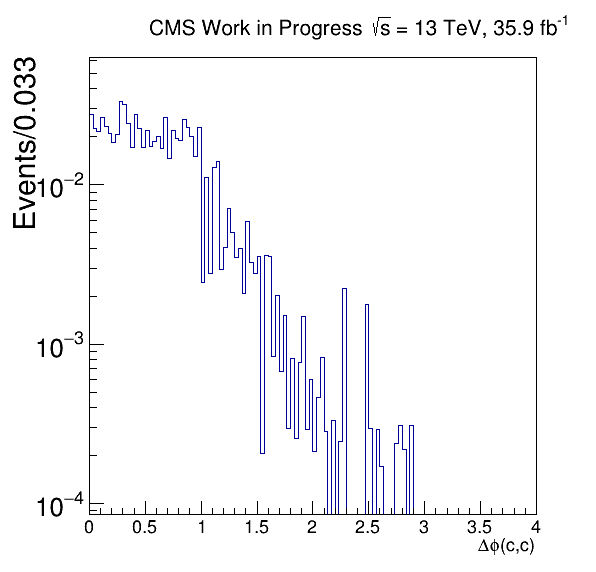 CMS Work in Progress √s = 13 TeV, 35.9 fb⁻¹
Events/0.033
10⁻²
10⁻³
10⁻⁴
0 0.5 1 1.5 2 2.5 3 3.5 4
Δϕ(c,c)